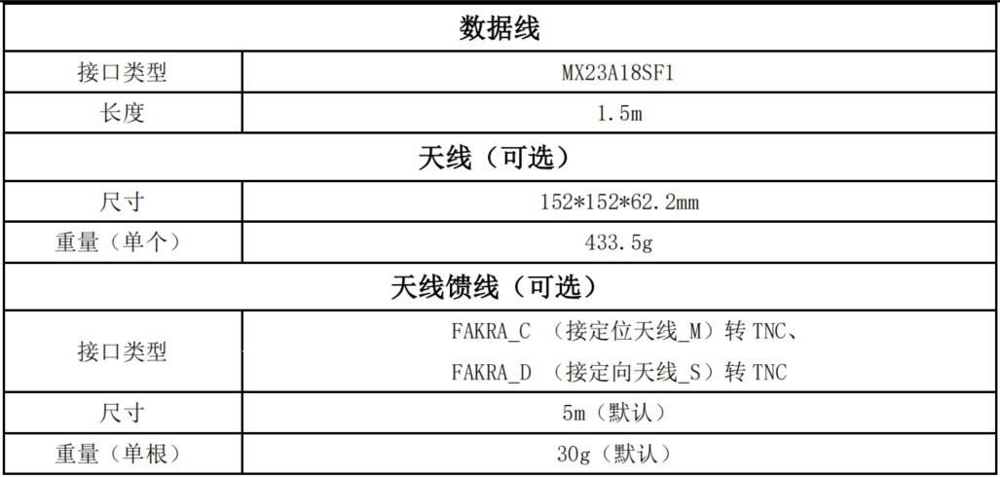 数据线
接口类型 MX23A18SF1
长度 1.5m
天线（可选）
尺寸 152*152*62.2mm
重量（单个） 433.5g
天线馈线（可选）
接口类型 FAKRA_C （接定位天线_M）转 TNC、
FAKRA_D （接定向天线_S）转 TNC
尺寸 5m（默认）
重量（单根） 30g（默认）